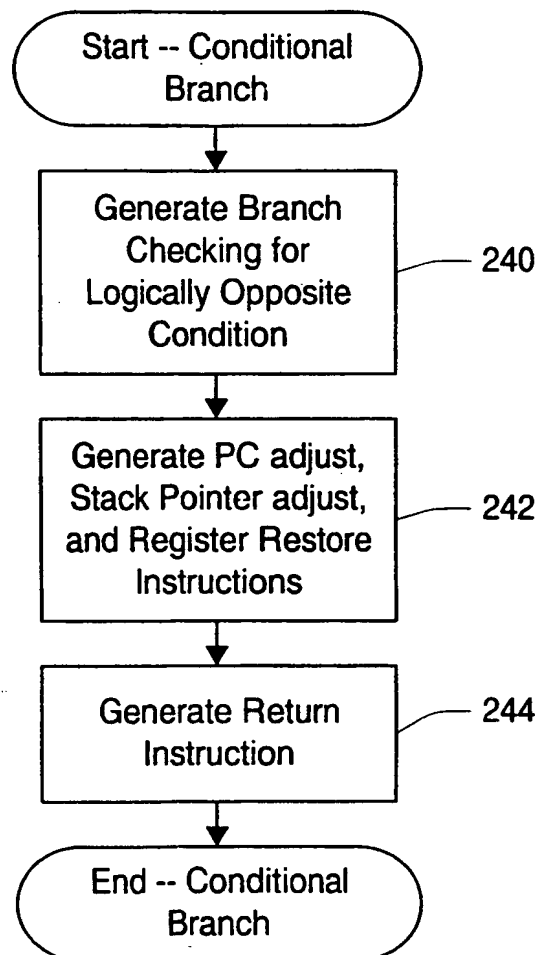 Start -- Conditional
Branch
Generate Branch
Checking for
Logically Opposite
Condition
240
Generate PC adjust,
Stack Pointer adjust,
and Register Restore
Instructions
242
Generate Return
Instruction
244
End -- Conditional
Branch